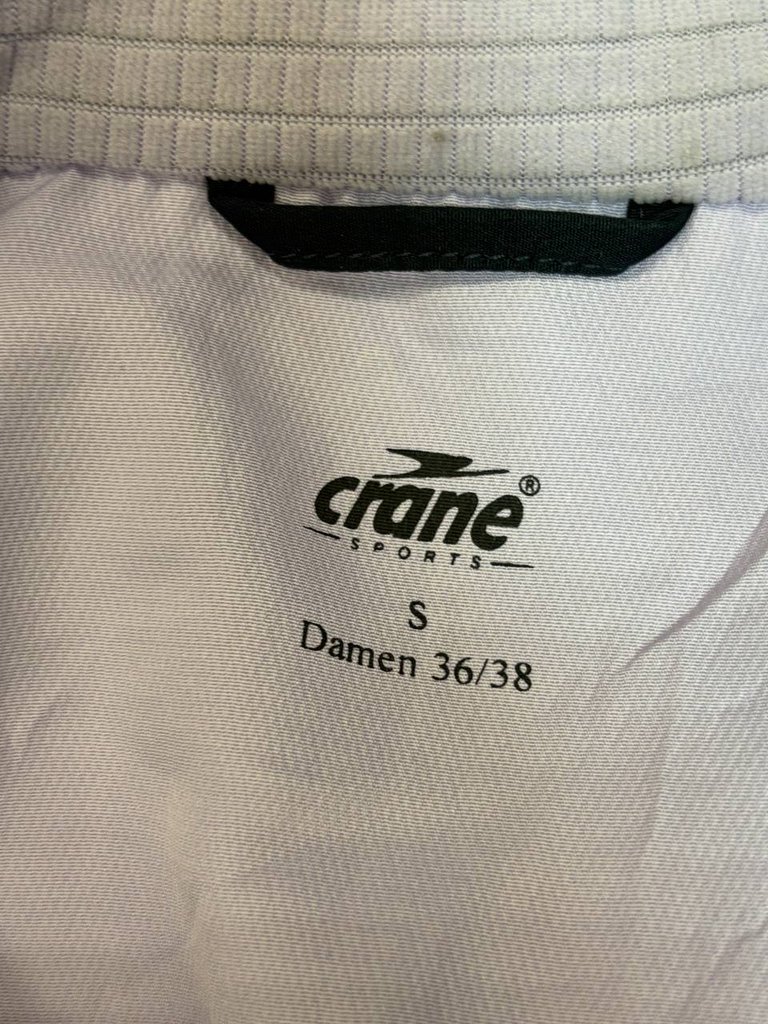 crane®
SPORTS
S
Damen 36/38